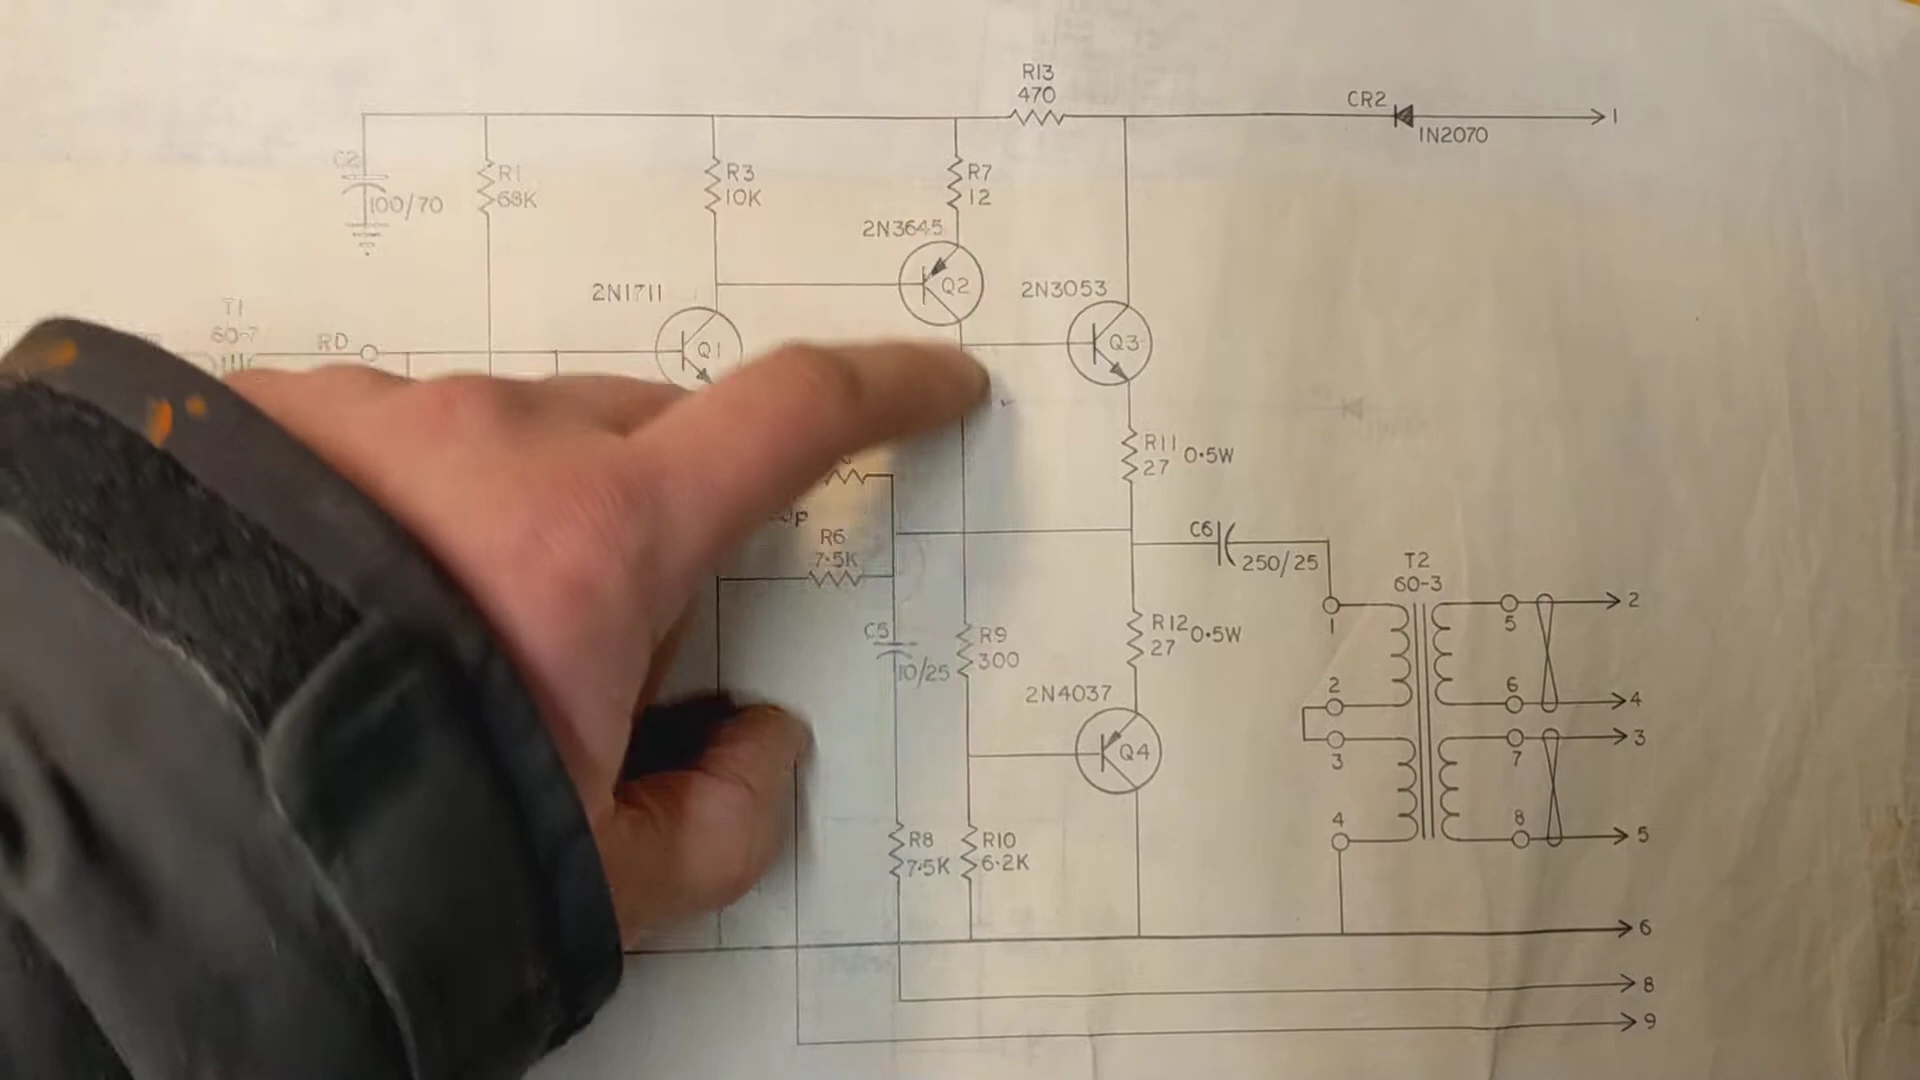 R13
470
CR2
1
IN2070
C2
100/70
R1
68K
R3
10K
R7
12
2N3645
Q2
2N1711
2N3053
T1
60-7
RD
Q1
Q3
R11
27
0.5W
R6
7.5K
C6
250/25
T2
60-3
C5
10/25
R9
300
R12
27
0.5W
2N4037
Q4
1
2
3
4
5
6
7
8
2
4
3
5
R8
7.5K
R10
6.2K
6
8
9